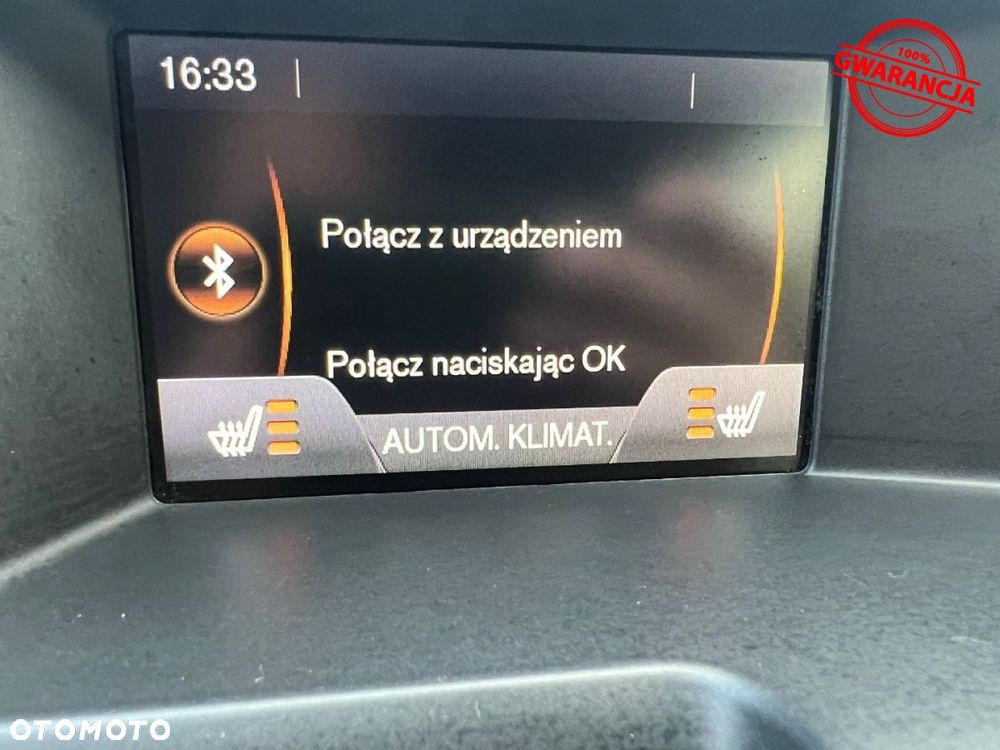 16:33
100%
GWARANCJA
Połącz z urządzeniem
Połącz naciskając OK
AUTOM. KLIMAT.
OTOMOTO